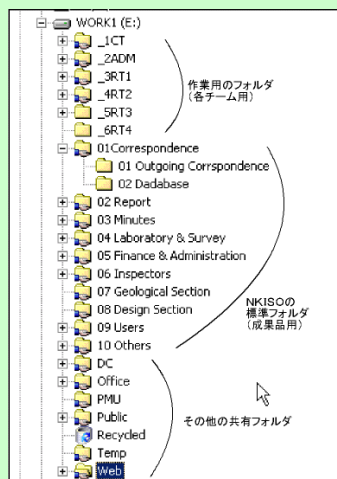 WORK1 (E:)
_1CT
_2ADM
_3RT1
_4RT2
_5RT3
_6RT4
作業用のフォルダ
(各チーム用)
01Correspondence
01 Outgoing Corrspondence
02 Dadabase
02 Report
03 Minutes
04 Laboratory & Survey
05 Finance & Administration
06 Inspectors
07 Geological Section
08 Design Section
09 Users
10 Others
NKISOの
標準フォルダ
(成果品用)
DC
Office
PMU
Public
Recycled
Temp
Web
その他の共有フォルダ